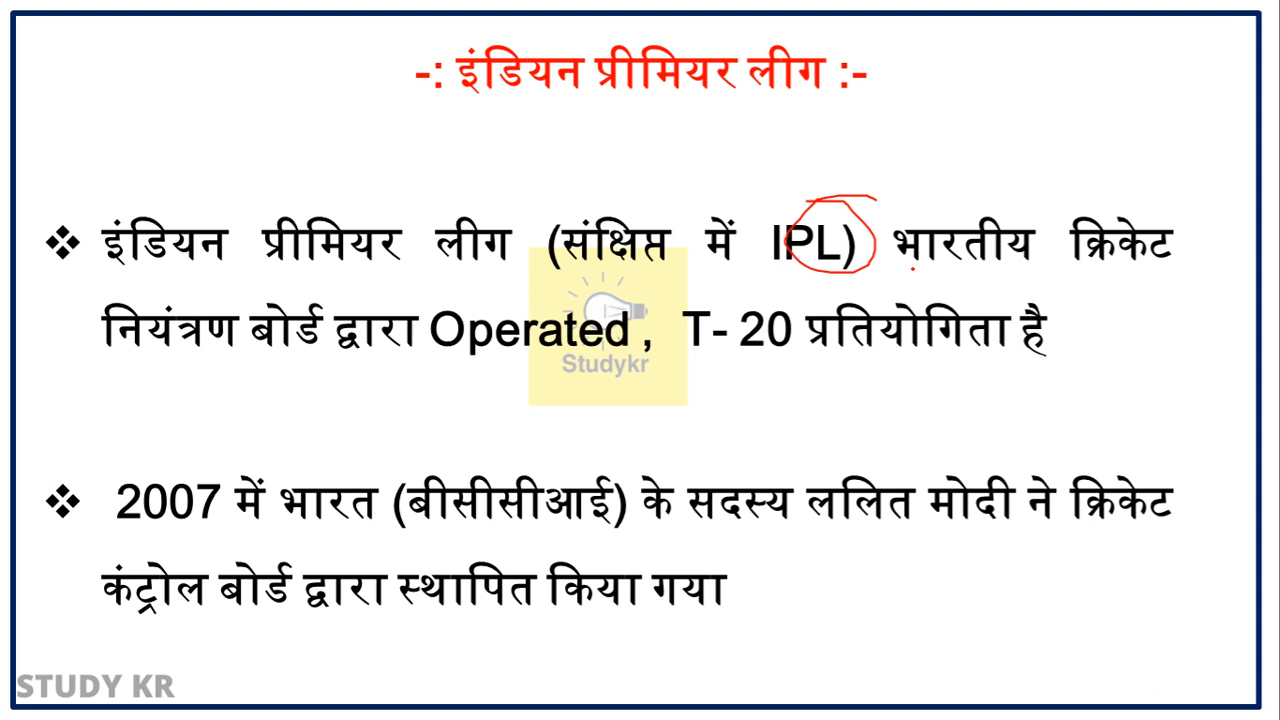 -: इंडियन प्रीमियर लीग :-
❖ इंडियन प्रीमियर लीग (संक्षिप्त में IPL) भारतीय क्रिकेट
नियंत्रण बोर्ड द्वारा Operated , T- 20 प्रतियोगिता है
Studykr
❖ 2007 में भारत (बीसीसीआई) के सदस्य ललित मोदी ने क्रिकेट
कंट्रोल बोर्ड द्वारा स्थापित किया गया
STUDY KR